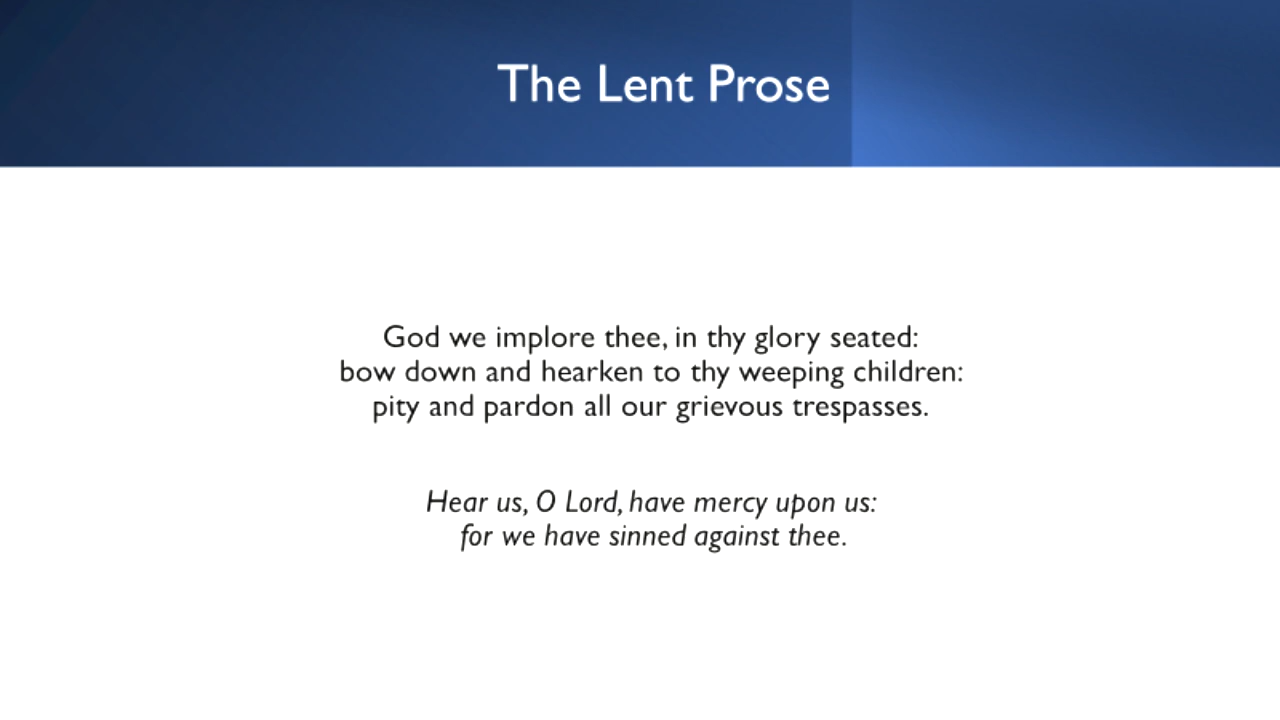 The Lent Prose
God we implore thee, in thy glory seated:
bow down and hearken to thy weeping children:
pity and pardon all our grievous trespasses.
Hear us, O Lord, have mercy upon us:
for we have sinned against thee.